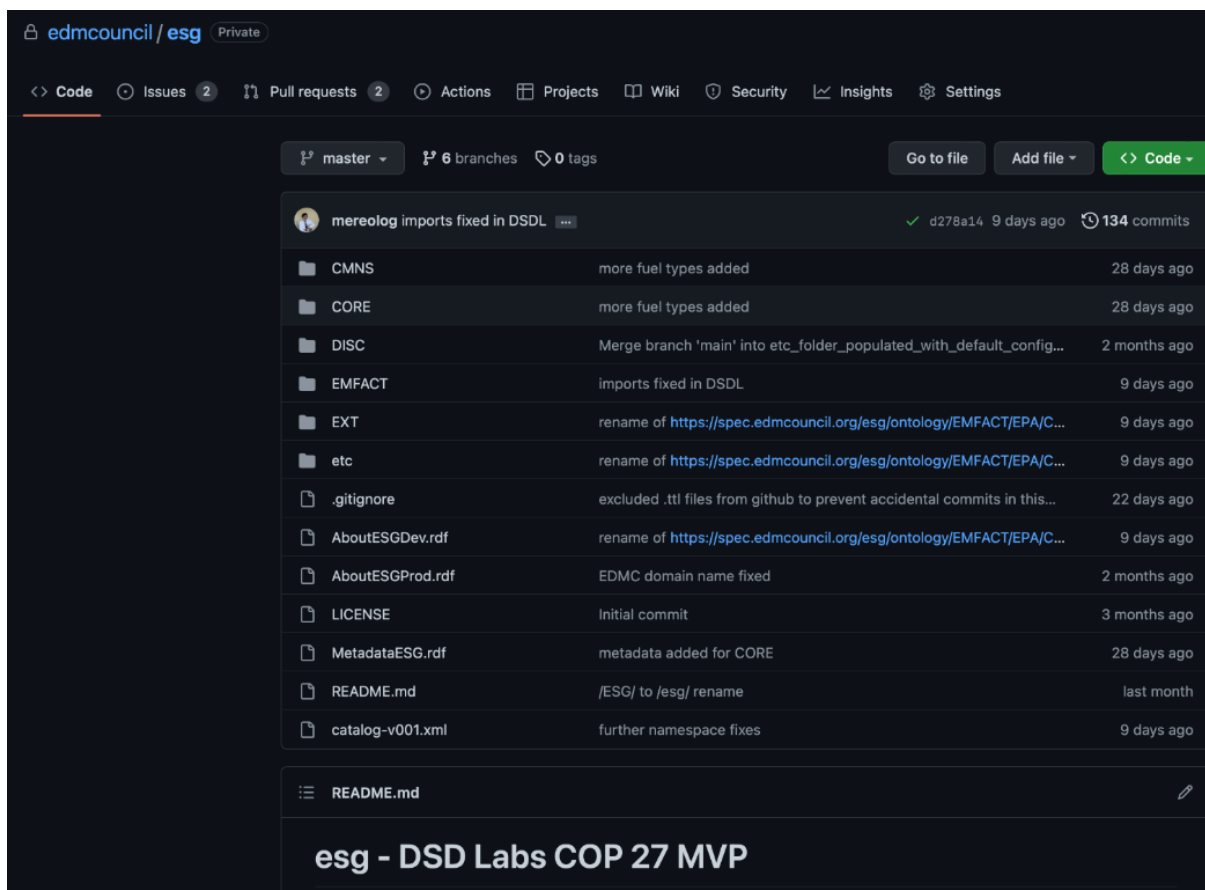 edmcouncil / esg Private
Code Issues 2 Pull requests 2 Actions Projects Wiki Security Insights Settings
master 6 branches 0 tags Go to file Add file Code
mereolog imports fixed in DSDL ... d278a14 9 days ago 134 commits
CMNS more fuel types added 28 days ago
CORE more fuel types added 28 days ago
DISC Merge branch 'main' into etc_folder_populated_with_default_config... 2 months ago
EMFACT imports fixed in DSDL 9 days ago
EXT rename of https://spec.edmcouncil.org/esg/ontology/EMFACT/EPA/C... 9 days ago
etc rename of https://spec.edmcouncil.org/esg/ontology/EMFACT/EPA/C... 9 days ago
.gitignore excluded .ttl files from github to prevent accidental commits in this... 22 days ago
AboutESGDev.rdf rename of https://spec.edmcouncil.org/esg/ontology/EMFACT/EPA/C... 9 days ago
AboutESGProd.rdf EDMC domain name fixed 2 months ago
LICENSE Initial commit 3 months ago
MetadataESG.rdf metadata added for CORE 28 days ago
README.md /ESG/ to /esg/ rename last month
catalog-v001.xml further namespace fixes 9 days ago
README.md
esg - DSD Labs COP 27 MVP